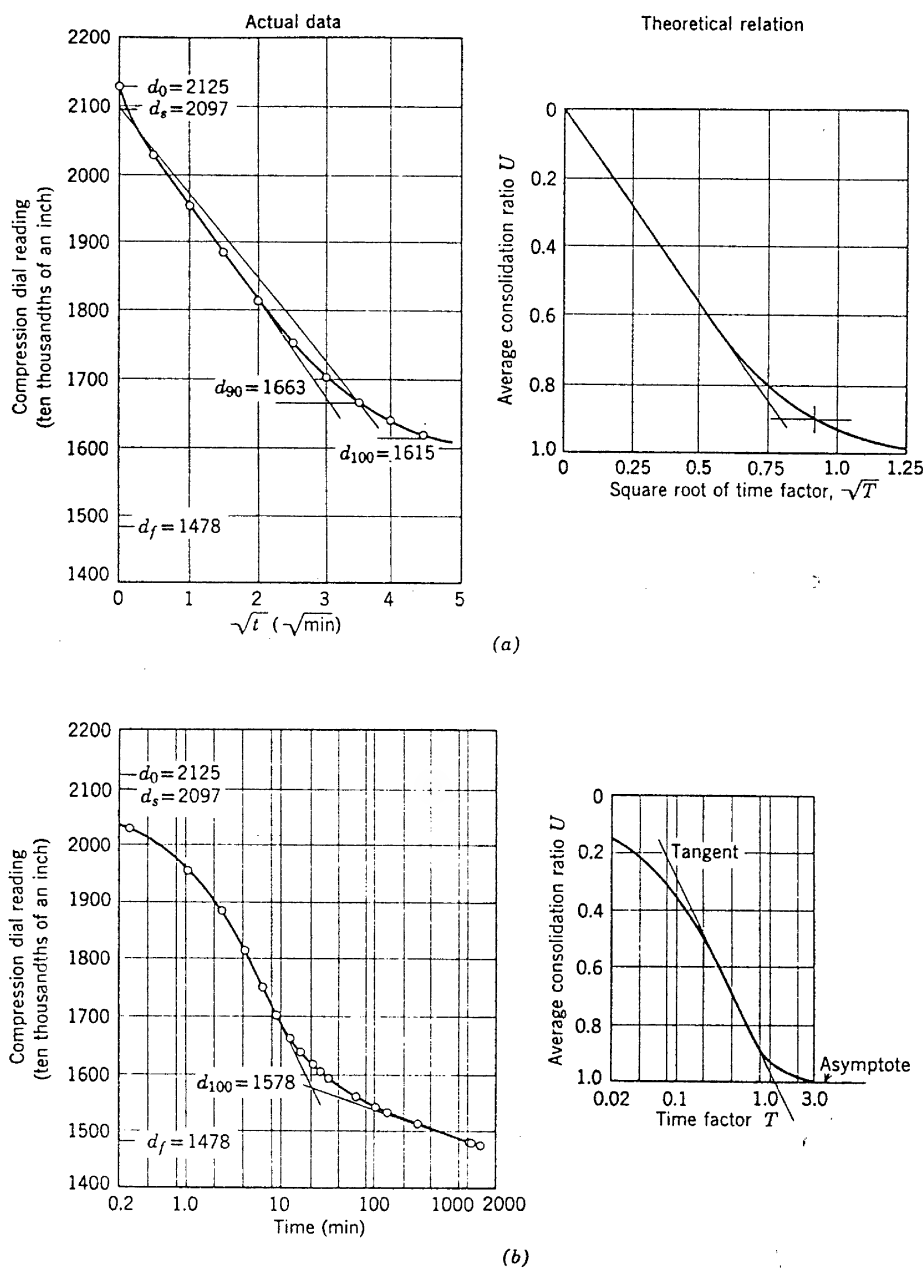 Actual data
Theoretical relation
2200
2100
2000
1900
1800
1700
1600
1500
1400
Compression dial reading
(ten thousandths of an inch)
d₀=2125
dₛ=2097
d₉₀=1663
d₁₀₀=1615
d_f=1478
0 1 2 3 4 5
√t (√min)
0
0.2
0.4
0.6
0.8
1.0
Average consolidation ratio U
0 0.25 0.5 0.75 1.0 1.25
Square root of time factor, √T
(a)
2200
2100
2000
1900
1800
1700
1600
1500
1400
Compression dial reading
(ten thousandths of an inch)
d₀=2125
dₛ=2097
d₁₀₀=1578
d_f=1478
0.2 1.0 10 100 1000 2000
Time (min)
0
0.2
0.4
0.6
0.8
1.0
Average consolidation ratio U
Tangent
Asymptote
0.02 0.1 1.0 3.0
Time factor T
(b)